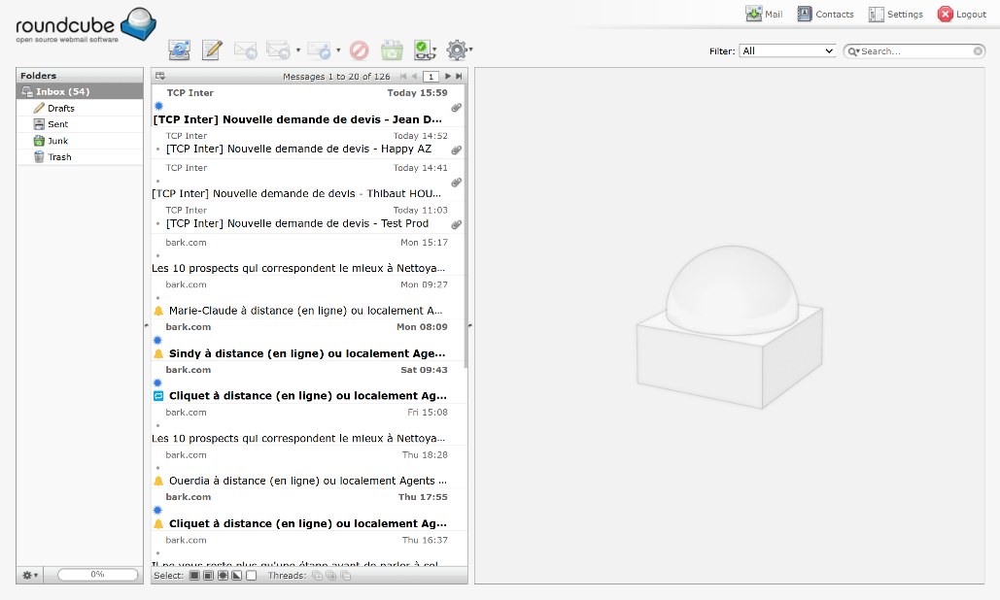 roundcube
open source webmail software
Mail
Contacts
Settings
Logout
Filter: All
Search...
Folders
Inbox (54)
Drafts
Sent
Junk
Trash
0%
Messages 1 to 20 of 126
1
TCP Inter Today 15:59
[TCP Inter] Nouvelle demande de devis - Jean D...
TCP Inter Today 14:52
[TCP Inter] Nouvelle demande de devis - Happy AZ
TCP Inter Today 14:41
[TCP Inter] Nouvelle demande de devis - Thibaut HOU...
TCP Inter Today 11:03
[TCP Inter] Nouvelle demande de devis - Test Prod
bark.com Mon 15:17
Les 10 prospects qui correspondent le mieux à Nettoya...
bark.com Mon 09:27
Marie-Claude à distance (en ligne) ou localement A...
bark.com Mon 08:09
Sindy à distance (en ligne) ou localement Age...
bark.com Sat 09:43
Cliquet à distance (en ligne) ou localement Ag...
bark.com Fri 15:08
Les 10 prospects qui correspondent le mieux à Nettoya...
bark.com Thu 18:28
Ouerdia à distance (en ligne) ou localement Agents ...
bark.com Thu 17:55
Cliquet à distance (en ligne) ou localement Ag...
bark.com Thu 16:37
Il ne vous reste plus qu'une étape avant de parler à
Select:
Threads: